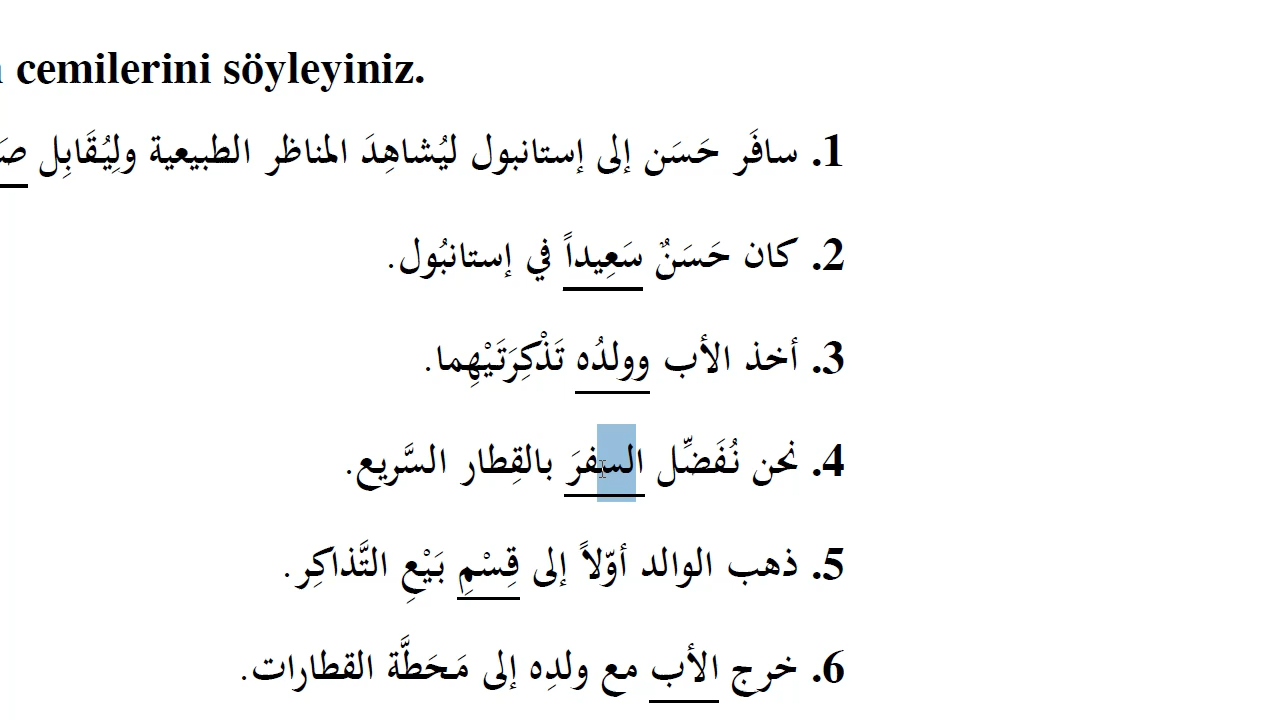 cemilerini söyleyiniz.
1. سافَر حَسَن إلى إستانبول ليُشاهِدَ المناظر الطبيعية ولِيُقَابِل
2. كان حَسَنٌ سَعِيداً في إستانبُول.
3. أخذ الأب وولدُه تَذْكِرَتَيْهِما.
4. نحن نُفَضِّل السفرَ بالقِطار السَّريع.
5. ذهب الوالد أوّلاً إلى قِسْمِ بَيْعِ التَّذاكِر.
6. خرج الأب مع ولدِه إلى مَحَطَّة القطارات.